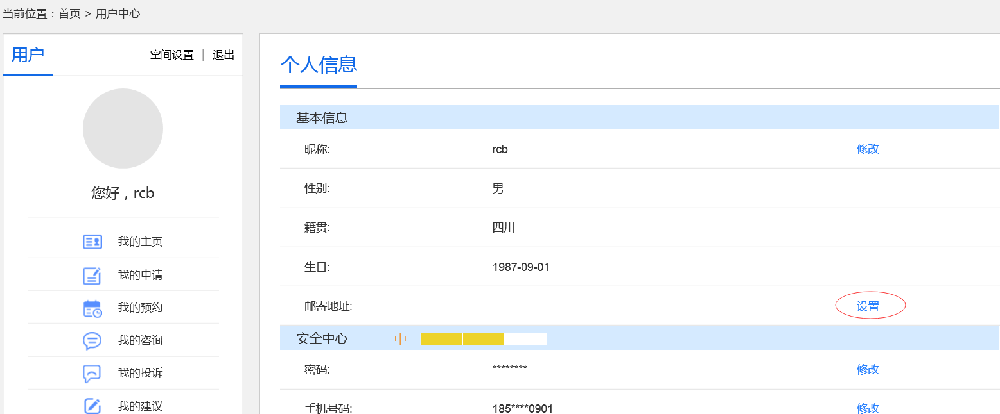 当前位置：首页 > 用户中心
用户
空间设置 | 退出
您好，rcb
我的主页
我的申请
我的预约
我的咨询
我的投诉
我的建议
个人信息
基本信息
昵称: rcb 修改
性别: 男
籍贯: 四川
生日: 1987-09-01
邮寄地址: 设置
安全中心 中
密码: ******** 修改
手机号码: 185****0901 修改